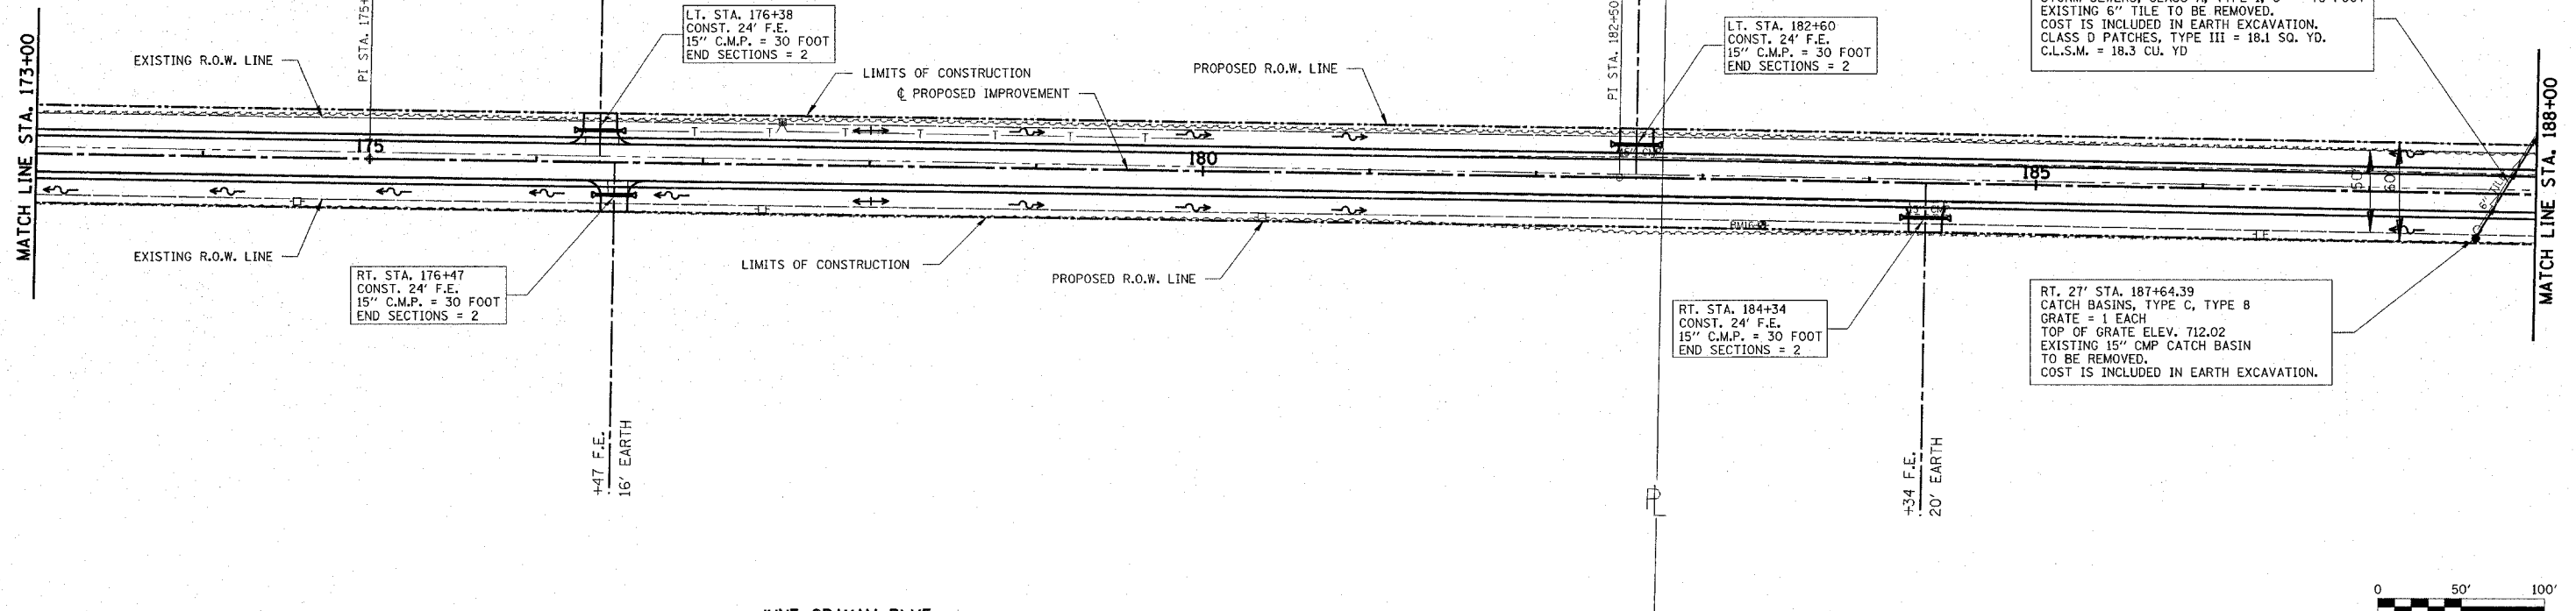 MATCH LINE STA. 173+00
EXISTING R.O.W. LINE
PI STA. 175+
LT. STA. 176+38
CONST. 24' F.E.
15" C.M.P. = 30 FOOT
END SECTIONS = 2
LIMITS OF CONSTRUCTION
℄ PROPOSED IMPROVEMENT
PROPOSED R.O.W. LINE
PI STA. 182+50
LT. STA. 182+60
CONST. 24' F.E.
15" C.M.P. = 30 FOOT
END SECTIONS = 2
EXISTING 6" TILE TO BE REMOVED.
COST IS INCLUDED IN EARTH EXCAVATION.
CLASS D PATCHES, TYPE III = 18.1 SQ. YD.
C.L.S.M. = 18.3 CU. YD
MATCH LINE STA. 188+00
175
180
185
T T T T T T T
50'
60'
6" TILE
EXISTING R.O.W. LINE
RT. STA. 176+47
CONST. 24' F.E.
15" C.M.P. = 30 FOOT
END SECTIONS = 2
LIMITS OF CONSTRUCTION
PROPOSED R.O.W. LINE
RT. STA. 184+34
CONST. 24' F.E.
15" C.M.P. = 30 FOOT
END SECTIONS = 2
RT. 27' STA. 187+64.39
CATCH BASINS, TYPE C, TYPE 8
GRATE = 1 EACH
TOP OF GRATE ELEV. 712.02
EXISTING 15" CMP CATCH BASIN
TO BE REMOVED.
COST IS INCLUDED IN EARTH EXCAVATION.
+47 F.E.
16' EARTH
PL
+34 F.E.
20' EARTH
0 50' 100'